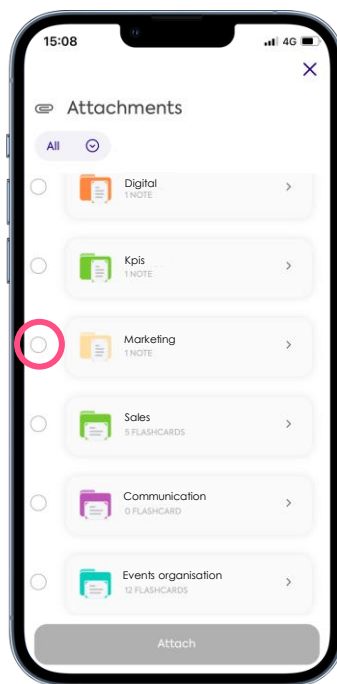 15:08
4G
Attachments
All
Digital
1 NOTE
Kpis
1 NOTE
Marketing
1 NOTE
Sales
5 FLASHCARDS
Communication
0 FLASHCARD
Events organisation
12 FLASHCARDS
Attach